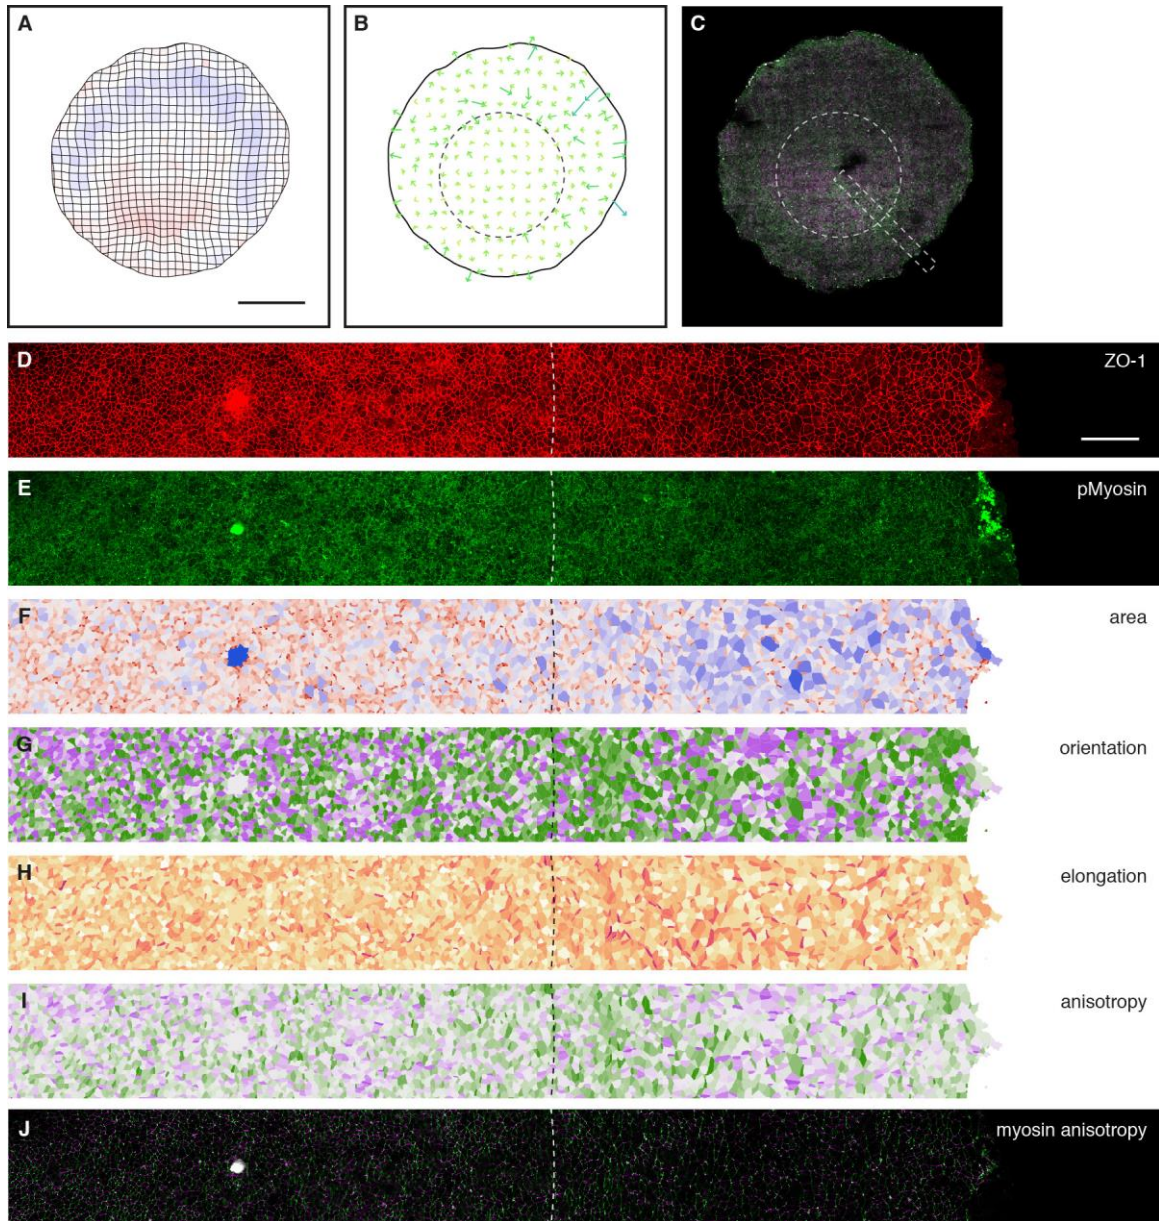 A
B
C
D
ZO-1
E
pMyosin
F
area
G
orientation
H
elongation
I
anisotropy
J
myosin anisotropy